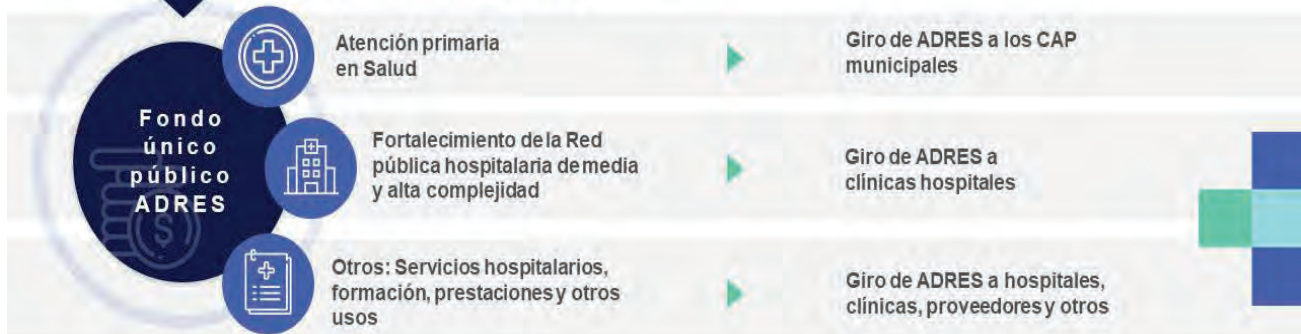 Fondo
único
público
ADRES
Atención primaria
en Salud
Giro de ADRES a los CAP
municipales
Fortalecimiento de la Red
pública hospitalaria de media
y alta complejidad
Giro de ADRES a
clínicas hospitales
Otros: Servicios hospitalarios,
formación, prestaciones y otros
usos
Giro de ADRES a hospitales,
clínicas, proveedores y otros